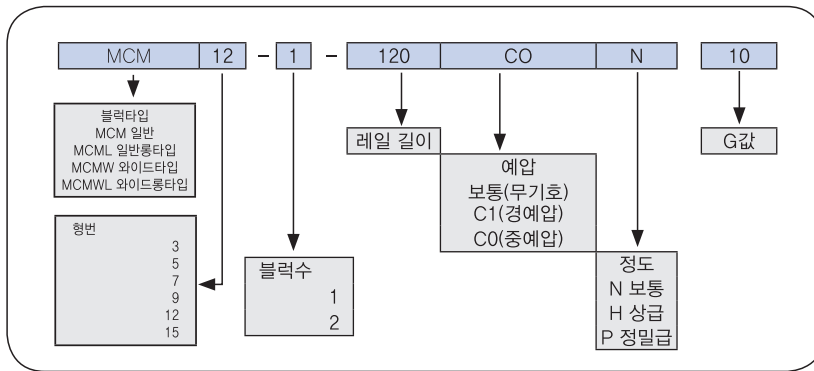 MCM 12 - 1 - 120 CO N 10
블럭타입
MCM 일반
MCML 일반롱타입
MCMW 와이드타입
MCMWL 와이드롱타입
형번
3
5
7
9
12
15
블럭수
1
2
레일 길이
예압
보통(무기호)
C1(경예압)
C0(중예압)
정도
N 보통
H 상급
P 정밀급
G값